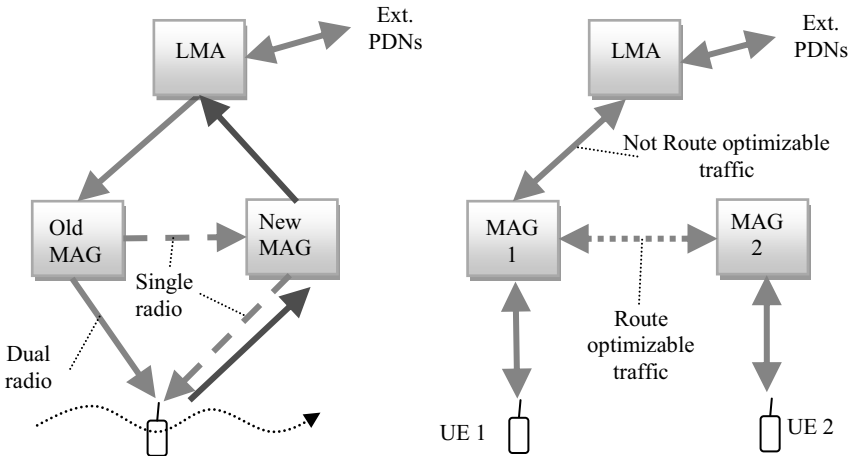 Ext.
PDNs
LMA
Old
MAG
New
MAG
Single
radio
Dual
radio
Ext.
PDNs
LMA
Not Route optimizable
traffic
MAG
1
MAG
2
Route
optimizable
traffic
UE 1
UE 2